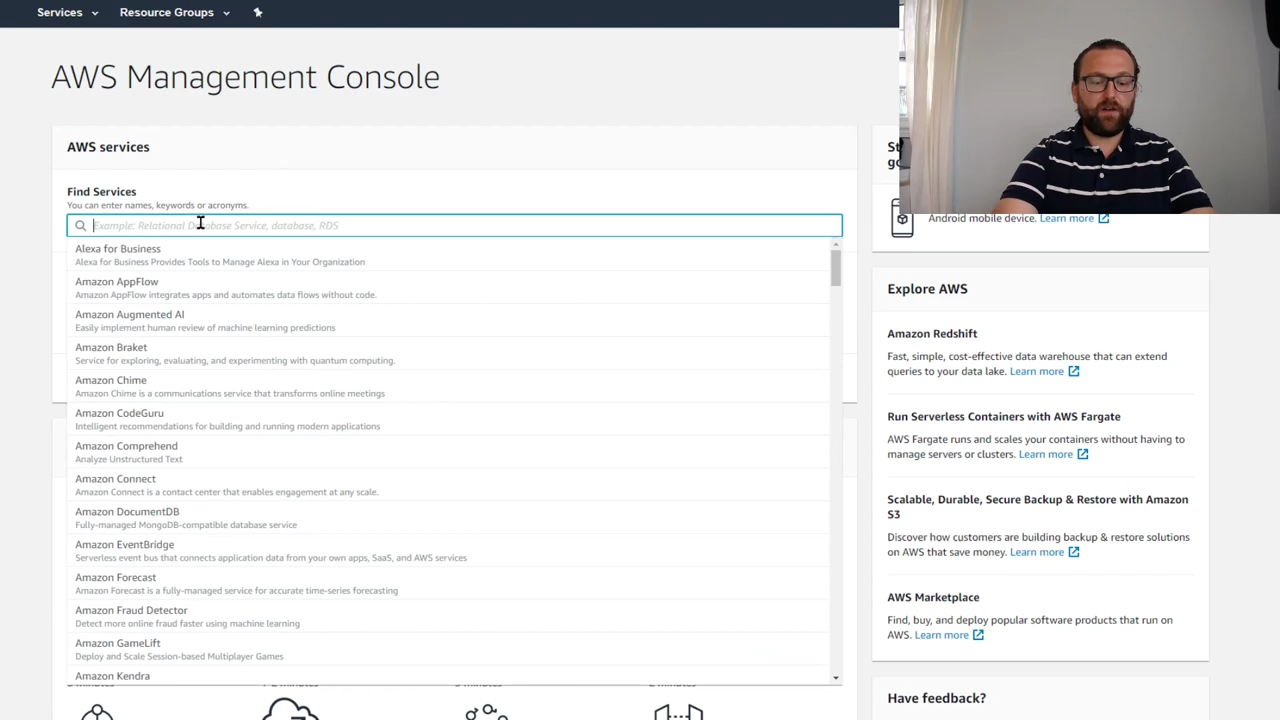 Services
Resource Groups
AWS Management Console
AWS services
Find Services
You can enter names, keywords or acronyms.
Example: Relational Database Service, database, RDS
Alexa for Business
Alexa for Business Provides Tools to Manage Alexa in Your Organization
Amazon AppFlow
Amazon AppFlow integrates apps and automates data flows without code.
Amazon Augmented AI
Easily implement human review of machine learning predictions
Amazon Braket
Service for exploring, evaluating, and experimenting with quantum computing.
Amazon Chime
Amazon Chime is a communications service that transforms online meetings
Amazon CodeGuru
Intelligent recommendations for building and running modern applications
Amazon Comprehend
Analyze Unstructured Text
Amazon Connect
Amazon Connect is a contact center that enables engagement at any scale.
Amazon DocumentDB
Fully-managed MongoDB-compatible database service
Amazon EventBridge
Serverless event bus that connects application data from your own apps, SaaS, and AWS services
Amazon Forecast
Amazon Forecast is a fully-managed service for accurate time-series forecasting
Amazon Fraud Detector
Detect more online fraud faster using machine learning
Amazon GameLift
Deploy and Scale Session-based Multiplayer Games
Amazon Kendra
Android mobile device. Learn more
Explore AWS
Amazon Redshift
Fast, simple, cost-effective data warehouse that can extend
queries to your data lake. Learn more
Run Serverless Containers with AWS Fargate
AWS Fargate runs and scales your containers without having to
manage servers or clusters. Learn more
Scalable, Durable, Secure Backup & Restore with Amazon
S3
Discover how customers are building backup & restore solutions
on AWS that save money. Learn more
AWS Marketplace
Find, buy, and deploy popular software products that run on
AWS. Learn more
Have feedback?